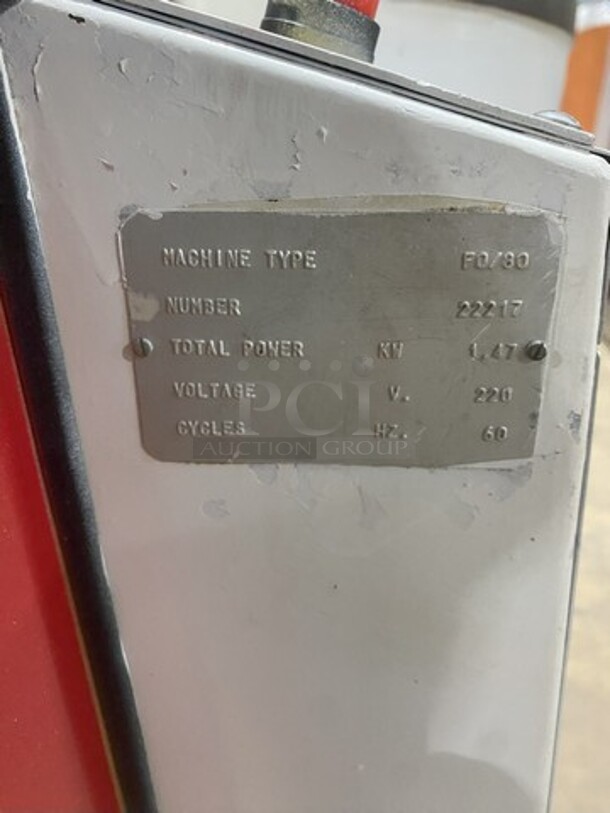 MACHINE TYPE FO/80
NUMBER 22217
TOTAL POWER KW 1,47
VOLTAGE V. 220
CYCLES HZ. 60
PCI
AUCTION GROUP